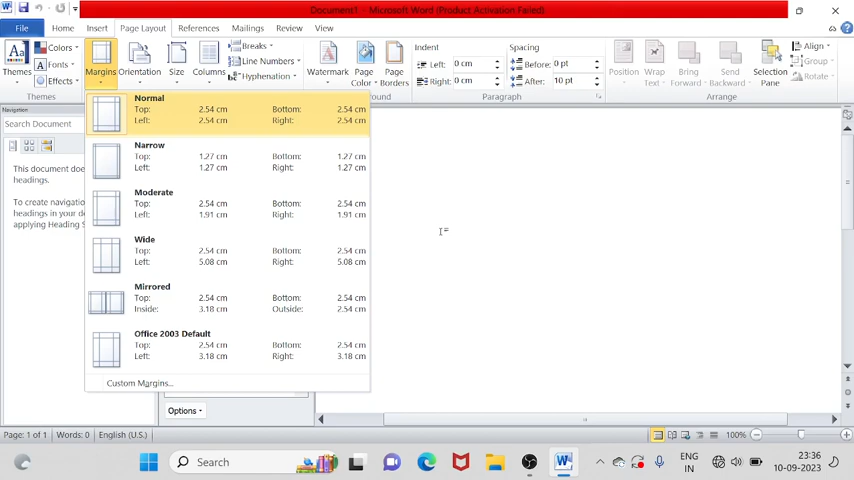 Document1 - Microsoft Word (Product Activation Failed)
File Home Insert Page Layout References Mailings Review View
Colors Breaks Indent Spacing Align
Fonts Line Numbers Left: 0 cm Before: 0 pt Group
Themes Effects Margins Orientation Size Columns Hyphenation Watermark Page Color Page Borders Right: 0 cm After: 10 pt Position Wrap Text Bring Forward Send Backward Selection Pane Rotate
Themes Paragraph Arrange
Navigation
Search Document
This document doe
headings.
To create navigation
headings in your do
applying Heading S
Normal
Top: 2.54 cm Bottom: 2.54 cm
Left: 2.54 cm Right: 2.54 cm
Narrow
Top: 1.27 cm Bottom: 1.27 cm
Left: 1.27 cm Right: 1.27 cm
Moderate
Top: 2.54 cm Bottom: 2.54 cm
Left: 1.91 cm Right: 1.91 cm
Wide
Top: 2.54 cm Bottom: 2.54 cm
Left: 5.08 cm Right: 5.08 cm
Mirrored
Top: 2.54 cm Bottom: 2.54 cm
Inside: 3.18 cm Outside: 2.54 cm
Office 2003 Default
Top: 2.54 cm Bottom: 2.54 cm
Left: 3.18 cm Right: 3.18 cm
Custom Margins...
Options
Page: 1 of 1 Words: 0 English (U.S.) 100%
Search ENG IN 23:36
10-09-2023